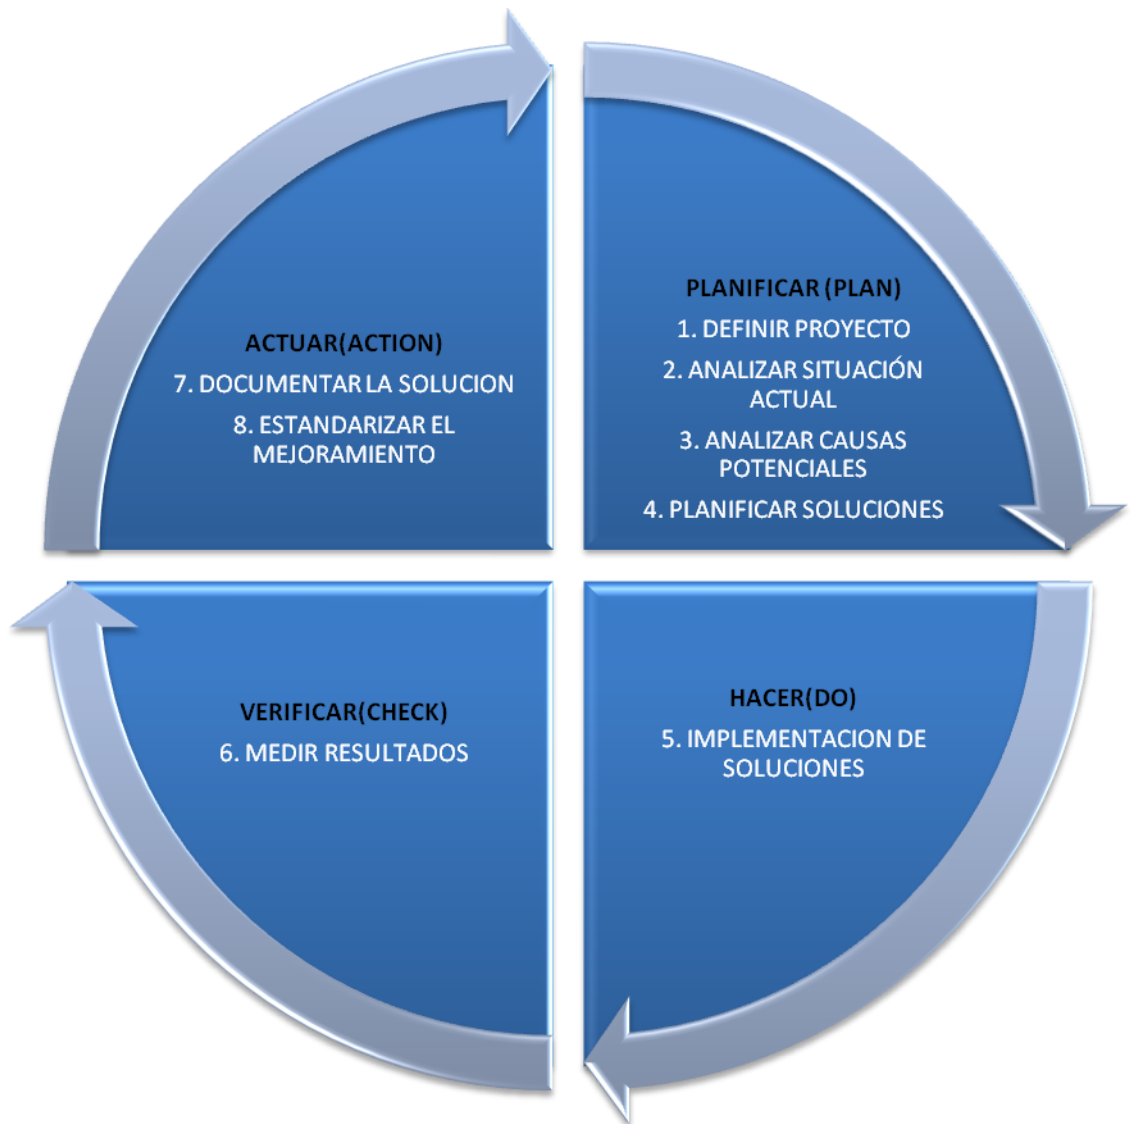 PLANIFICAR (PLAN)
1. DEFINIR PROYECTO
2. ANALIZAR SITUACIÓN
ACTUAL
3. ANALIZAR CAUSAS
POTENCIALES
4. PLANIFICAR SOLUCIONES
HACER(DO)
5. IMPLEMENTACION DE
SOLUCIONES
VERIFICAR(CHECK)
6. MEDIR RESULTADOS
ACTUAR(ACTION)
7. DOCUMENTAR LA SOLUCION
8. ESTANDARIZAR EL
MEJORAMIENTO